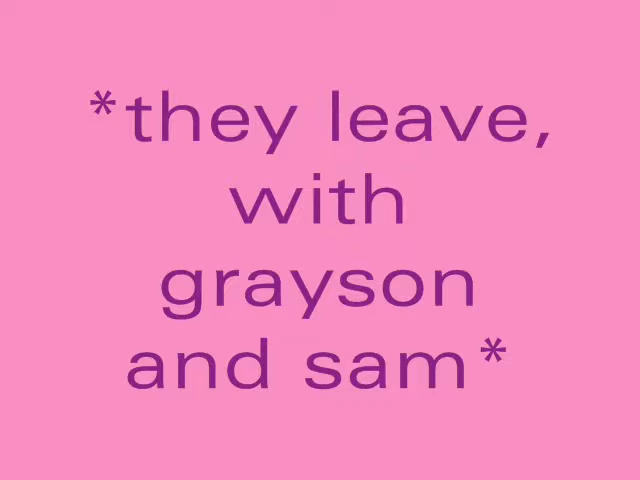 *they leave,
with
grayson
and sam*